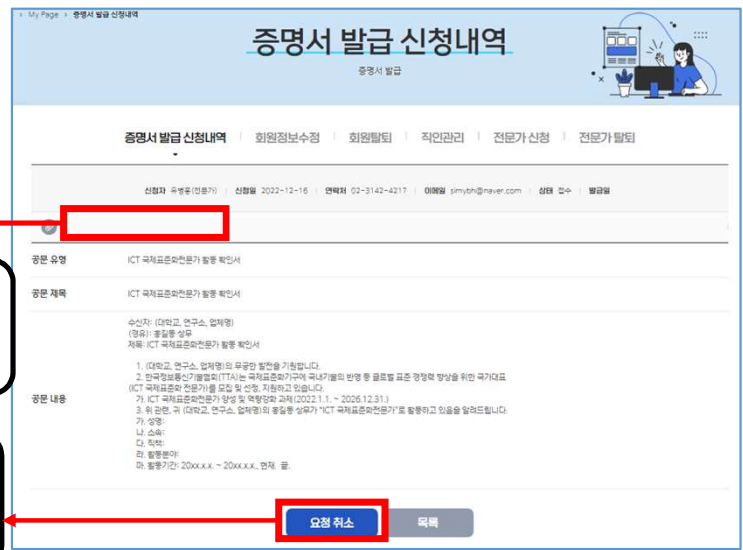 › My Page › 증명서 발급 신청내역
증명서 발급 신청내역
증명서 발급
증명서 발급 신청내역 회원정보수정 회원탈퇴 직인관리 전문가 신청 전문가 탈퇴
신청자 유병동(전문가) 신청일 2022-12-16 연락처 02-3142-4217 이메일 simybh@naver.com 상태 접수 발급일
공문 유형 ICT 국제표준화전문가 활동 확인서
공문 제목 ICT 국제표준화전문가 활동 확인서
공문 내용
수신자: (대학교, 연구소, 업체명)
(경유): 홍길동 상무
제목: ICT 국제표준화전문가 활동 확인서
1. (대학교, 연구소, 업체명)의 무궁한 발전을 기원합니다.
2. 한국정보통신기술협회(TTA)는 국제표준화기구에 국내기술의 반영 등 글로벌 표준 경쟁력 향상을 위한 국가대표
(ICT 국제표준화 전문가)를 모집 및 선정, 지원하고 있습니다.
가. ICT 국제표준화전문가 양성 및 역량강화 과제(2022.1.1. ~ 2026.12.31.)
3. 위 관련, 귀 (대학교, 연구소, 업체명)의 홍길동 상무가 "ICT 국제표준화전문가"로 활동하고 있음을 알려드립니다.
가. 성명:
나. 소속:
다. 직책:
라. 활동분야:
마. 활동기간: 20xx.x.x. ~ 20xx.x.x., 현재. 끝.
요청 취소 목록